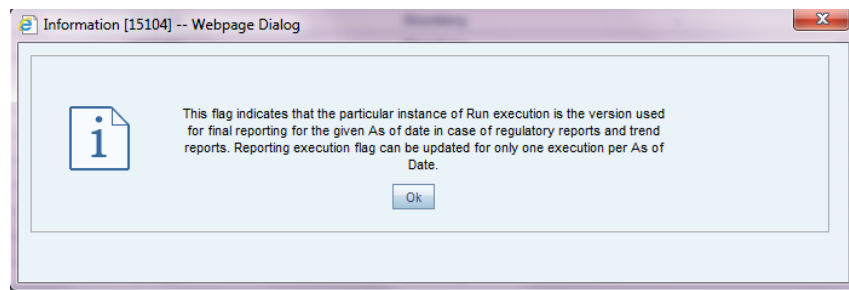 Information [15104] -- Webpage Dialog
This flag indicates that the particular instance of Run execution is the version used
for final reporting for the given As of date in case of regulatory reports and trend
reports. Reporting execution flag can be updated for only one execution per As of
Date.
Ok